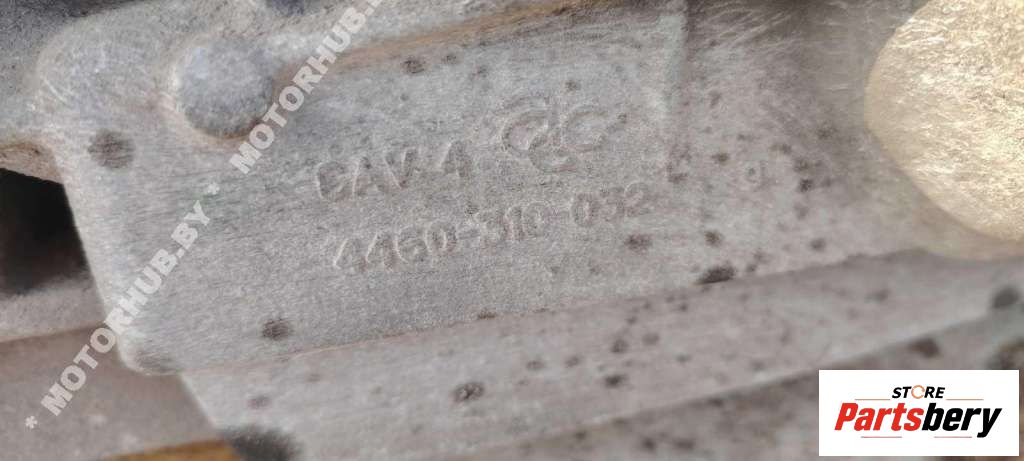 CAV-4
4460-310-032
* MOTORHUB.BY * MOTORHUB.BY
STORE
Partsbery